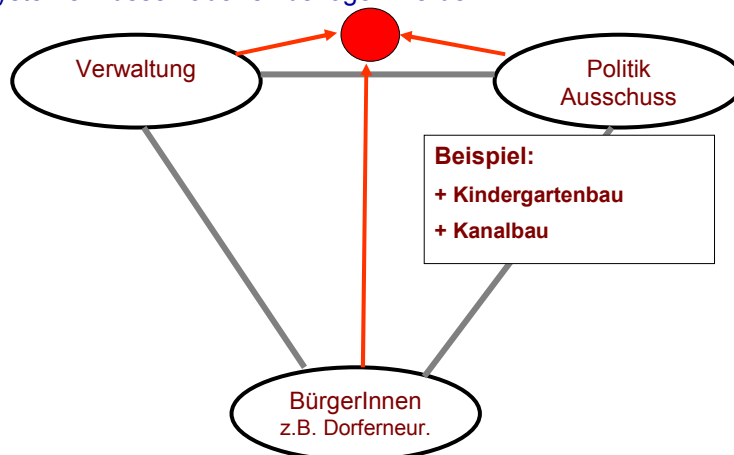 Verwaltung
Politik
Ausschuss
Beispiel:
+ Kindergartenbau
+ Kanalbau
BürgerInnen
z.B. Dorferneur.